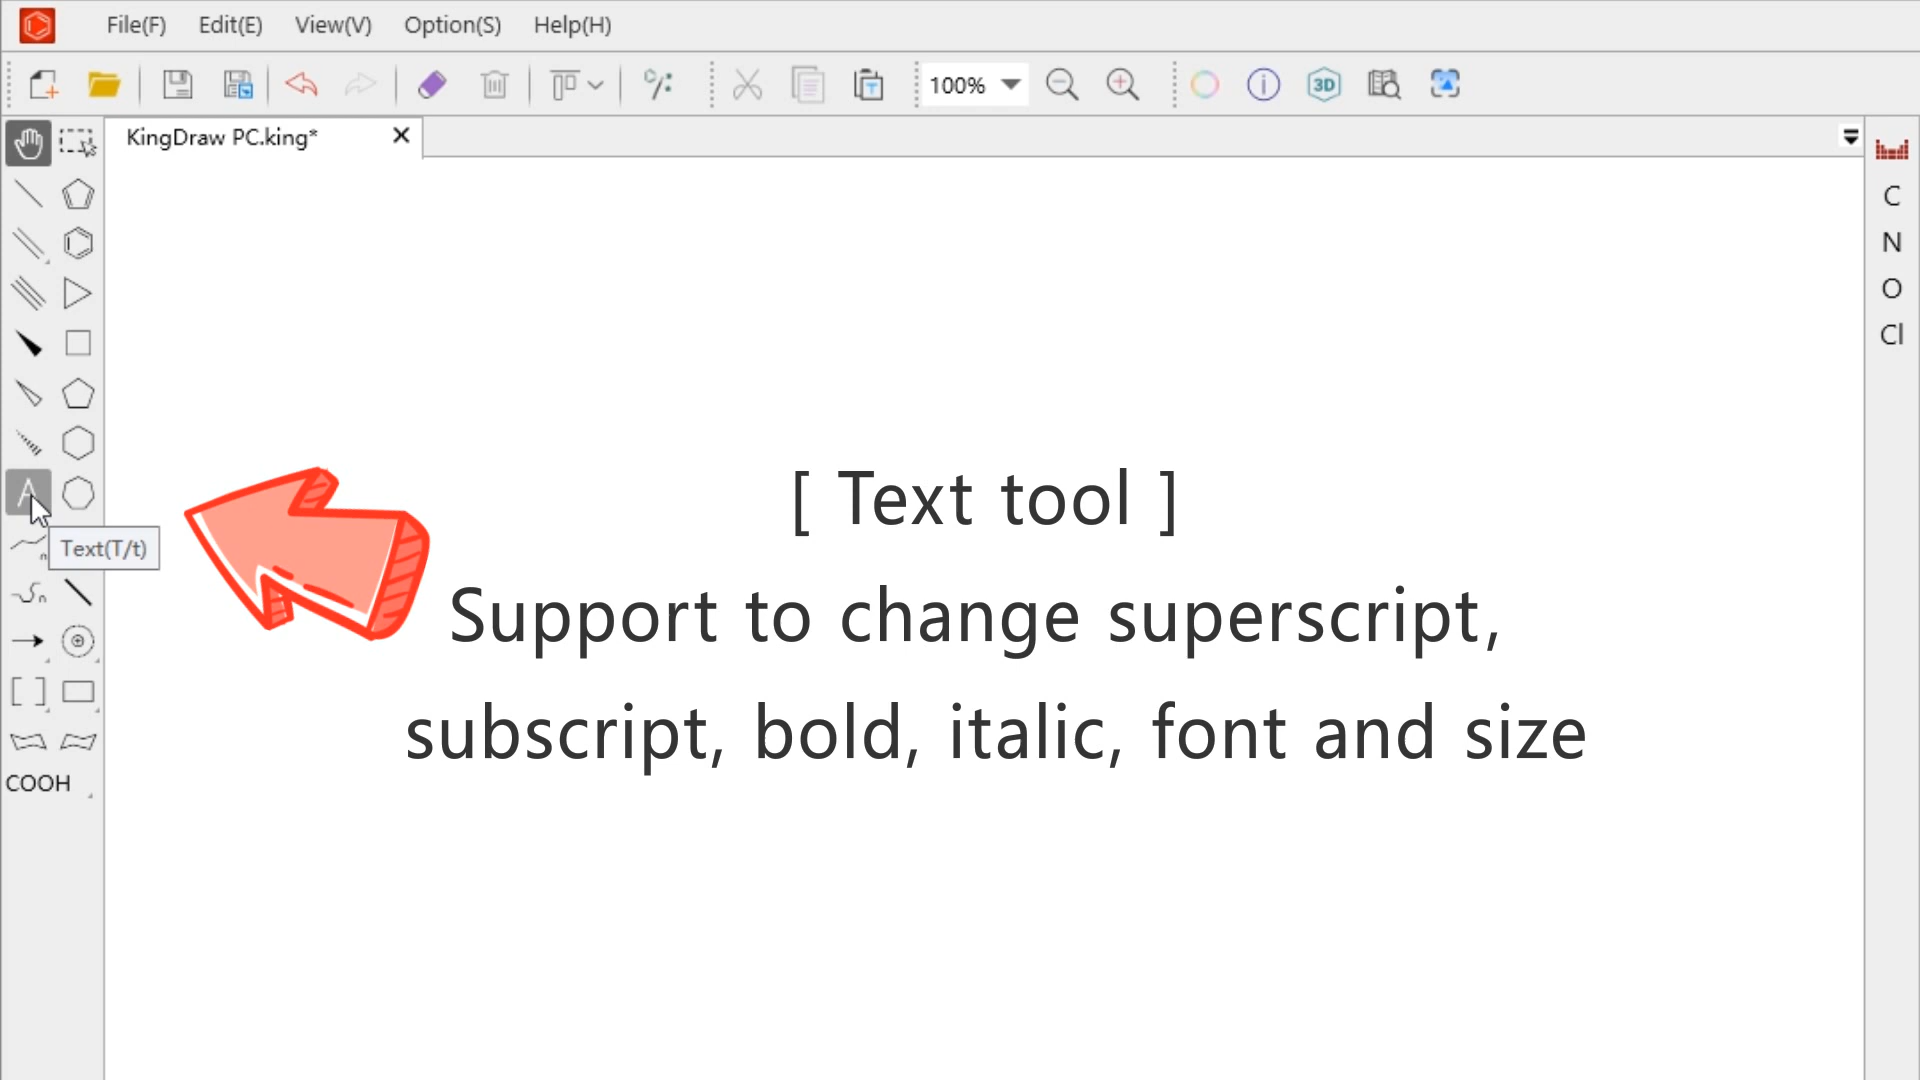 File(F) Edit(E) View(V) Option(S) Help(H)
100% 3D
KingDraw PC.king*
C
N
O
Cl
A
Text(T/t)
n
n
COOH
[ Text tool ]
Support to change superscript,
subscript, bold, italic, font and size